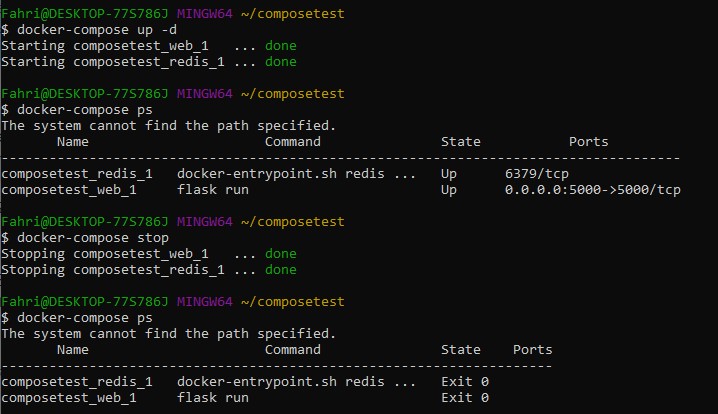 Fahri@DESKTOP-77S786J MINGW64 ~/composetest
$ docker-compose up -d
Starting composetest_web_1   ... done
Starting composetest_redis_1 ... done
Fahri@DESKTOP-77S786J MINGW64 ~/composetest
$ docker-compose ps
The system cannot find the path specified.
       Name                      Command               State           Ports
-------------------------------------------------------------------------------------
composetest_redis_1   docker-entrypoint.sh redis ...   Up      6379/tcp
composetest_web_1     flask run                        Up      0.0.0.0:5000->5000/tcp
Fahri@DESKTOP-77S786J MINGW64 ~/composetest
$ docker-compose stop
Stopping composetest_web_1   ... done
Stopping composetest_redis_1 ... done
Fahri@DESKTOP-77S786J MINGW64 ~/composetest
$ docker-compose ps
The system cannot find the path specified.
       Name                      Command               State    Ports
---------------------------------------------------------------------
composetest_redis_1   docker-entrypoint.sh redis ...   Exit 0
composetest_web_1     flask run                        Exit 0